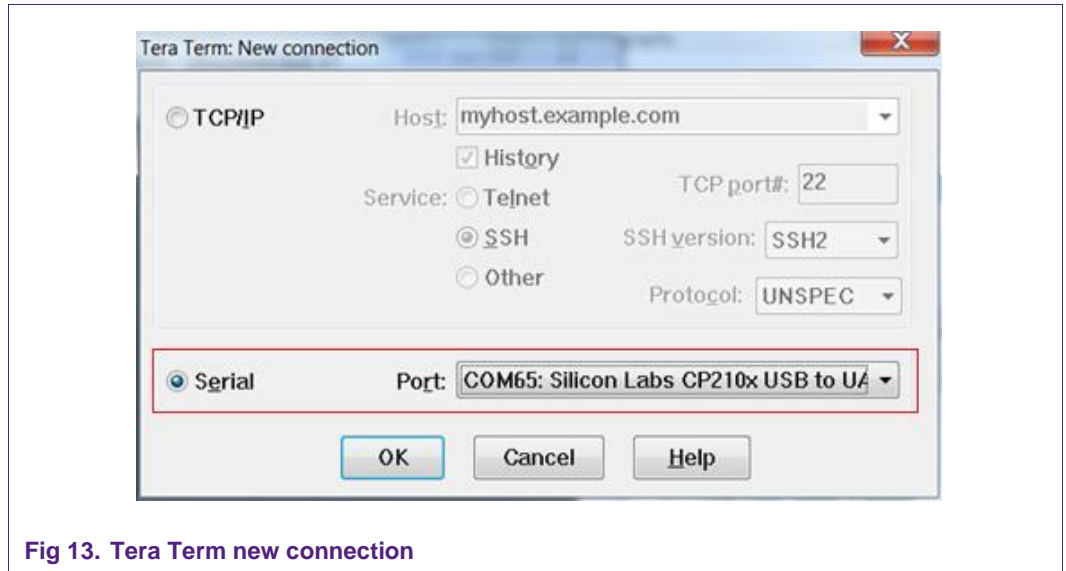 Tera Term: New connection
TCP/IP Host: myhost.example.com
History
Service: Telnet TCP port#: 22
SSH SSH version: SSH2
Other Protocol: UNSPEC
Serial Port: COM65: Silicon Labs CP210x USB to UA
OK Cancel Help
Fig 13. Tera Term new connection